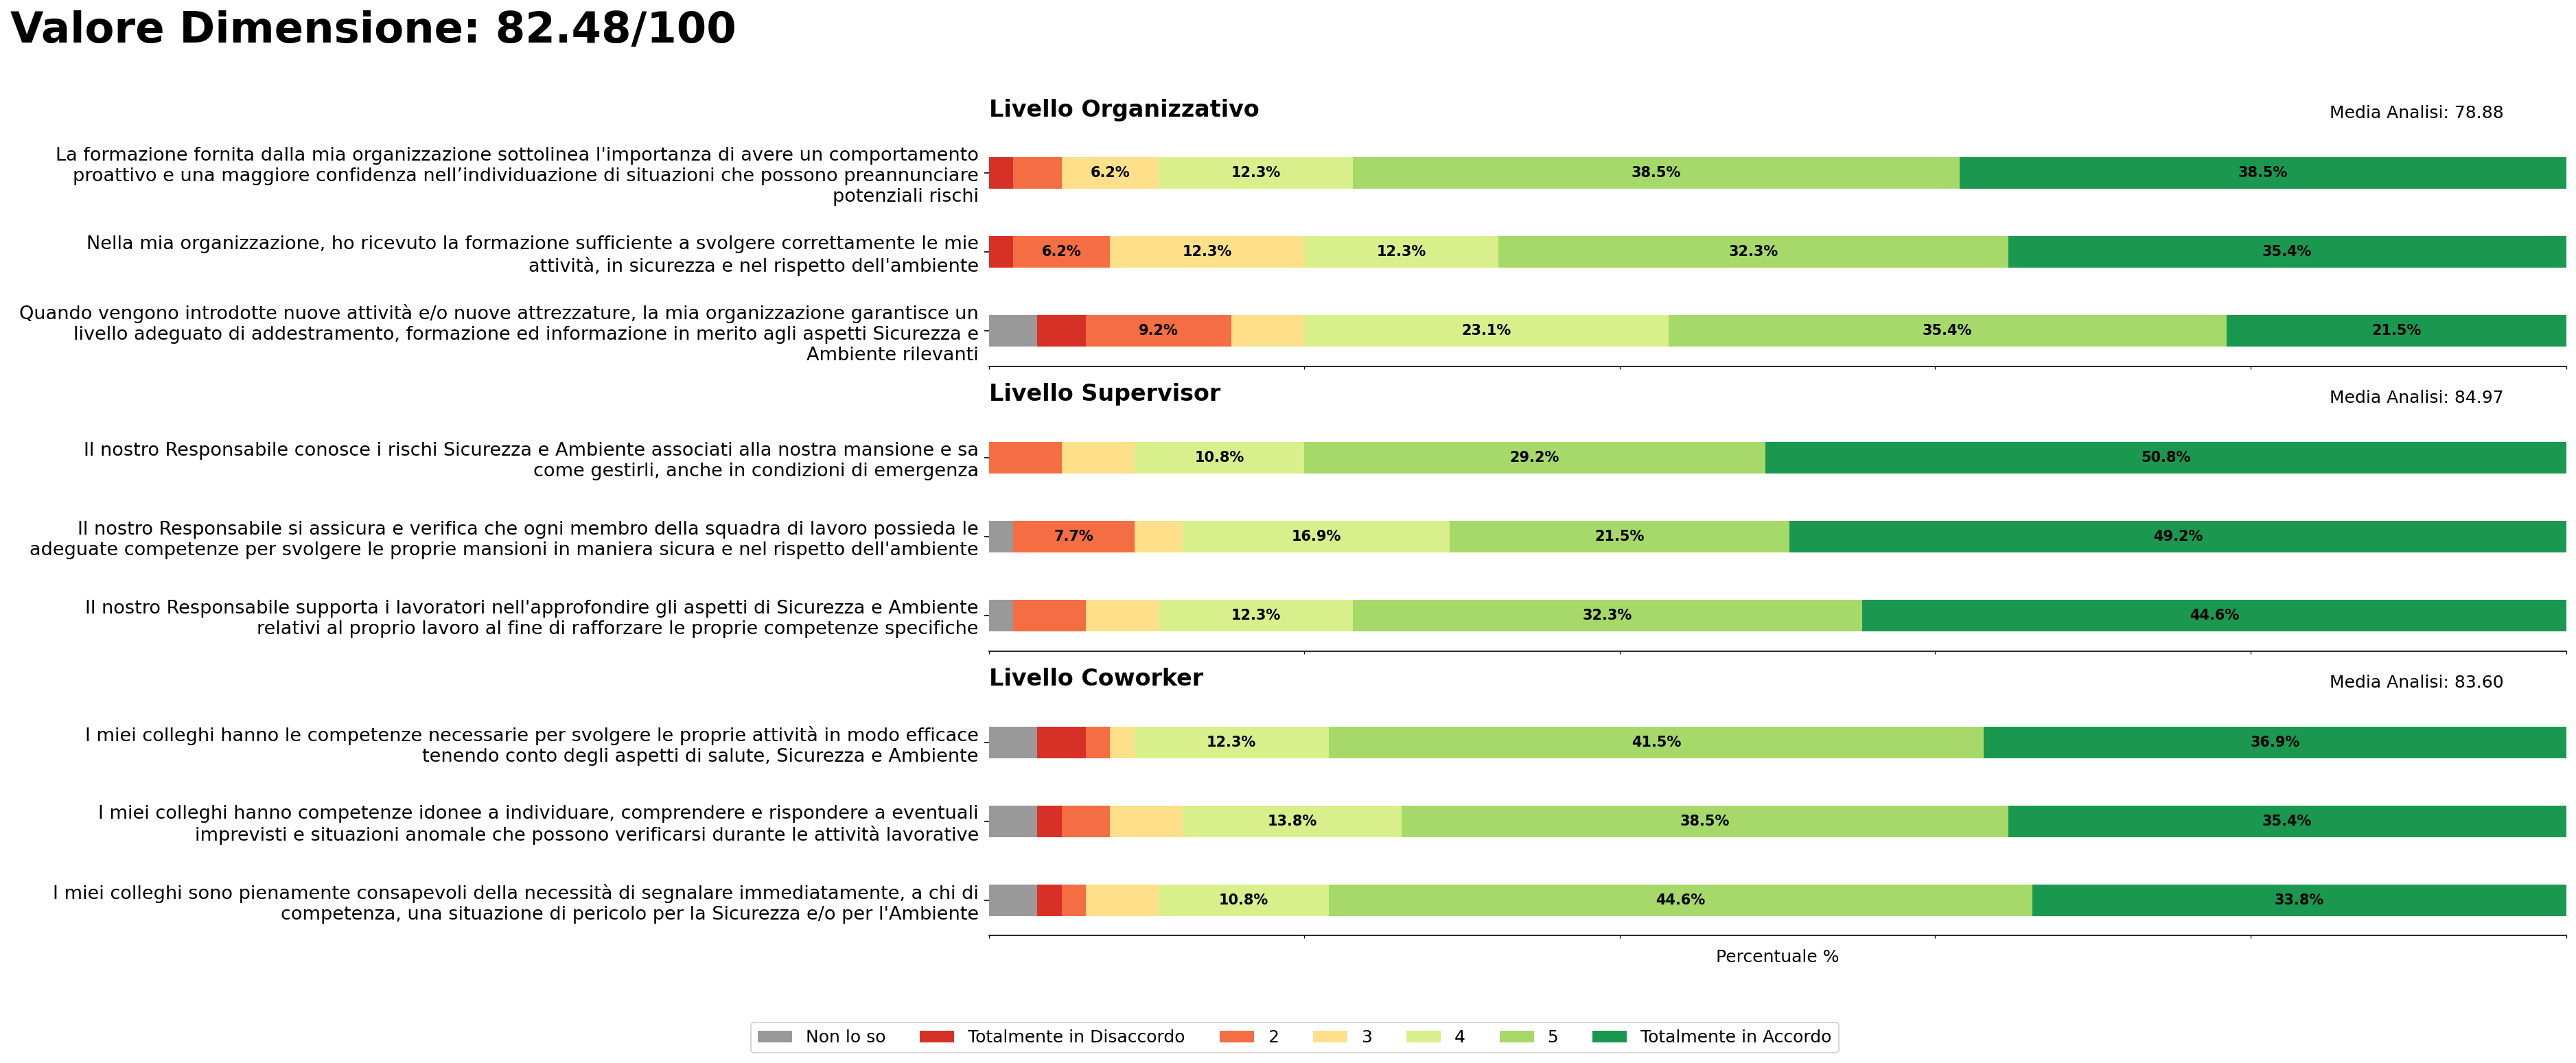 Valore Dimensione: 82.48/100
Livello Organizzativo
Media Analisi: 78.88
La formazione fornita dalla mia organizzazione sottolinea l'importanza di avere un comportamento
proattivo e una maggiore confidenza nell’individuazione di situazioni che possono preannunciare
potenziali rischi
6.2% 12.3% 38.5% 38.5%
Nella mia organizzazione, ho ricevuto la formazione sufficiente a svolgere correttamente le mie
attività, in sicurezza e nel rispetto dell'ambiente
6.2% 12.3% 12.3% 32.3% 35.4%
Quando vengono introdotte nuove attività e/o nuove attrezzature, la mia organizzazione garantisce un
livello adeguato di addestramento, formazione ed informazione in merito agli aspetti Sicurezza e
Ambiente rilevanti
9.2% 23.1% 35.4% 21.5%
Livello Supervisor
Media Analisi: 84.97
Il nostro Responsabile conosce i rischi Sicurezza e Ambiente associati alla nostra mansione e sa
come gestirli, anche in condizioni di emergenza
10.8% 29.2% 50.8%
Il nostro Responsabile si assicura e verifica che ogni membro della squadra di lavoro possieda le
adeguate competenze per svolgere le proprie mansioni in maniera sicura e nel rispetto dell'ambiente
7.7% 16.9% 21.5% 49.2%
Il nostro Responsabile supporta i lavoratori nell'approfondire gli aspetti di Sicurezza e Ambiente
relativi al proprio lavoro al fine di rafforzare le proprie competenze specifiche
12.3% 32.3% 44.6%
Livello Coworker
Media Analisi: 83.60
I miei colleghi hanno le competenze necessarie per svolgere le proprie attività in modo efficace
tenendo conto degli aspetti di salute, Sicurezza e Ambiente
12.3% 41.5% 36.9%
I miei colleghi hanno competenze idonee a individuare, comprendere e rispondere a eventuali
imprevisti e situazioni anomale che possono verificarsi durante le attività lavorative
13.8% 38.5% 35.4%
I miei colleghi sono pienamente consapevoli della necessità di segnalare immediatamente, a chi di
competenza, una situazione di pericolo per la Sicurezza e/o per l'Ambiente
10.8% 44.6% 33.8%
Percentuale %
Non lo so Totalmente in Disaccordo 2 3 4 5 Totalmente in Accordo